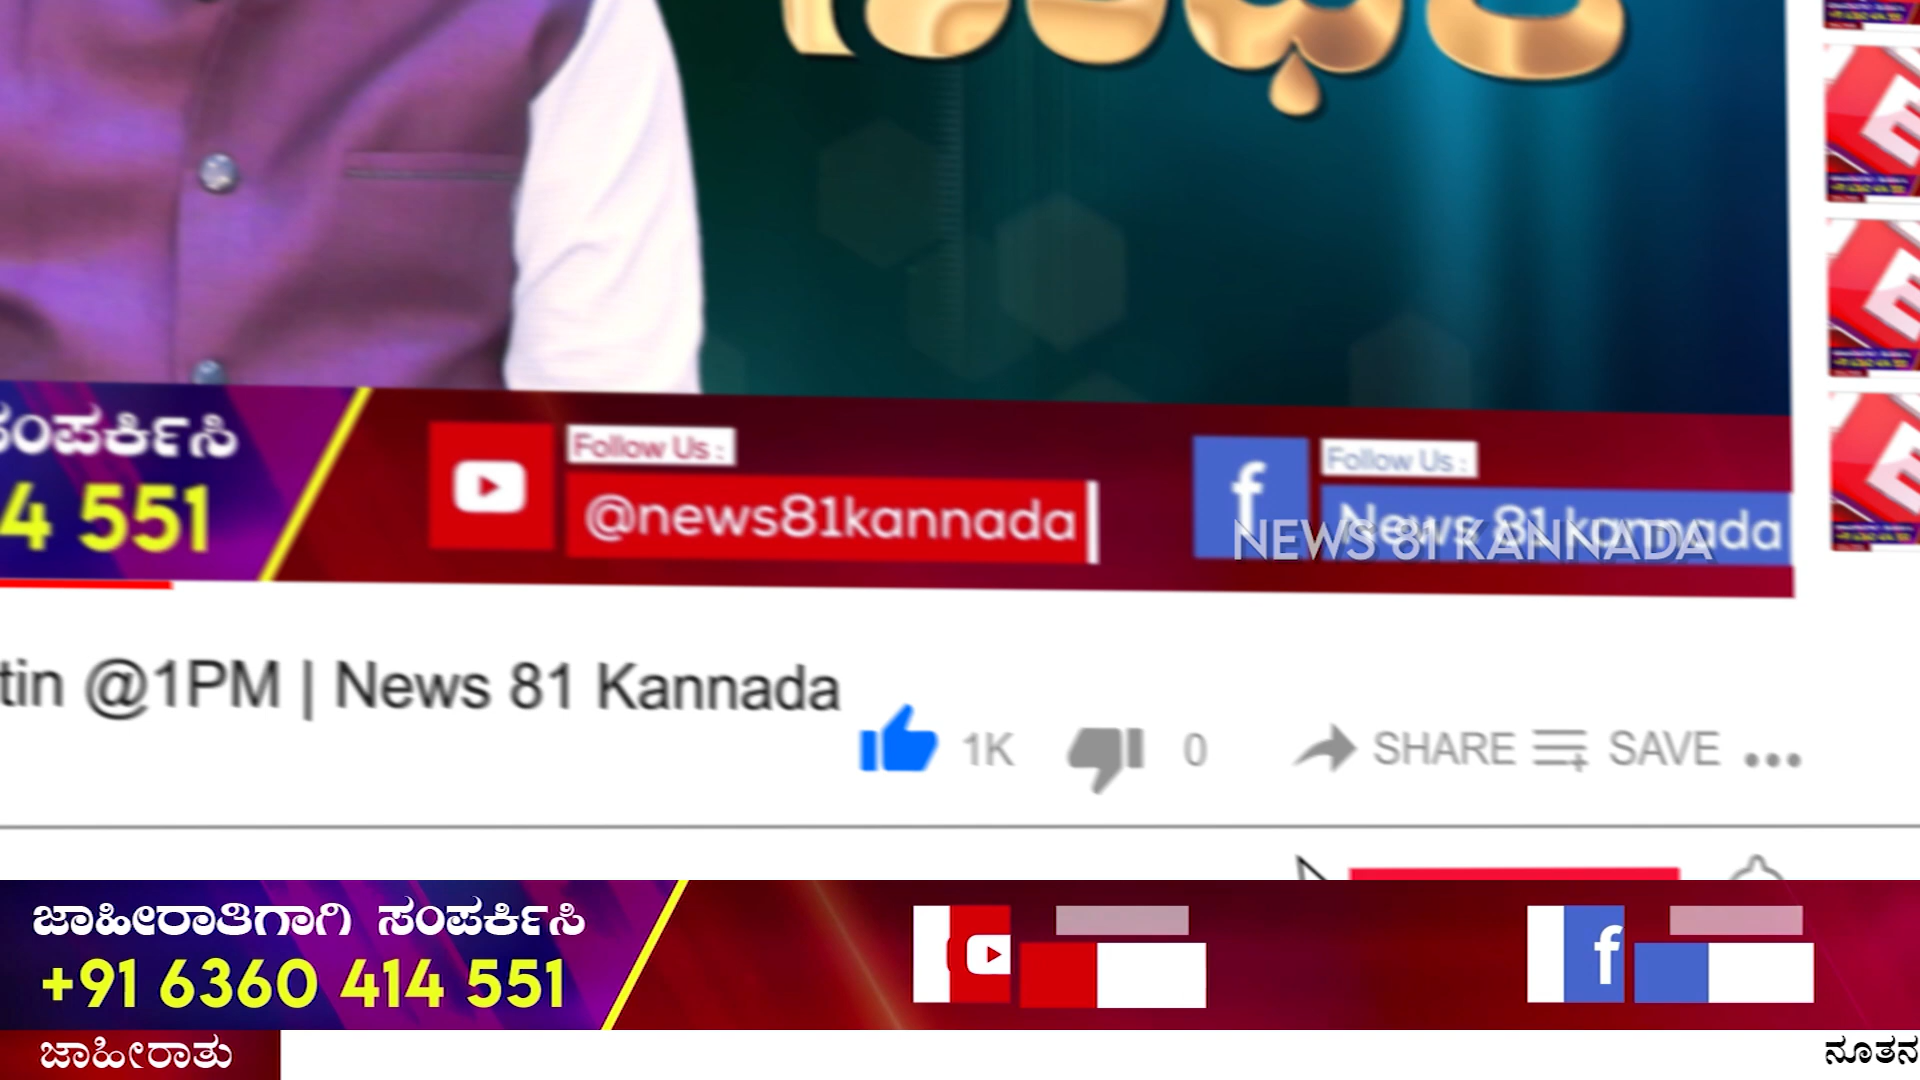 ಸಂಪರ್ಕಿಸಿ
4 551
Follow Us :
@news81kannada
Follow Us :
News 81 kannada
NEWS 81 KANNADA
tin @1PM | News 81 Kannada
1K
0
SHARE
SAVE
ಜಾಹೀರಾತಿಗಾಗಿ ಸಂಪರ್ಕಿಸಿ
+91 6360 414 551
ಜಾಹೀರಾತು
ನೂತನ